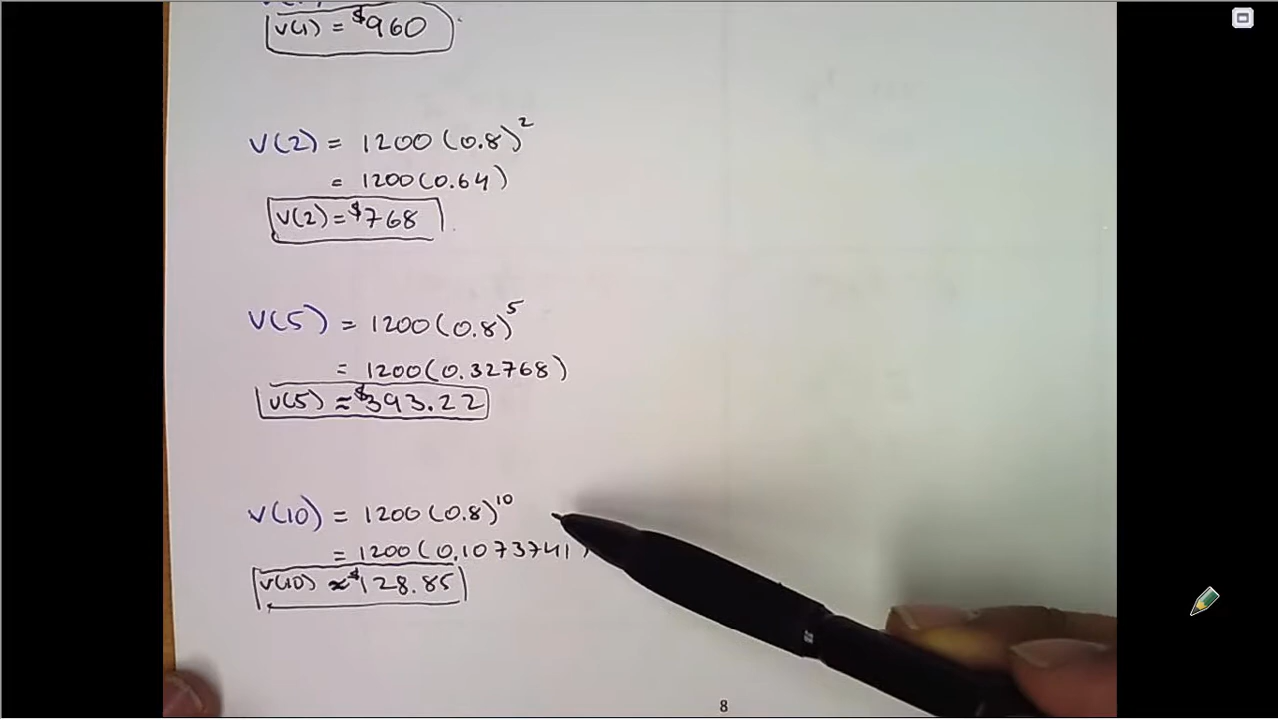 V(1) = $960
V(2) = 1200(0.8)²
= 1200(0.64)
V(2) = $768
V(5) = 1200(0.8)⁵
= 1200(0.32768)
V(5) ≈ $393.22
V(10) = 1200(0.8)¹⁰
= 1200(0.1073741)
V(10) ≈ $128.85
8